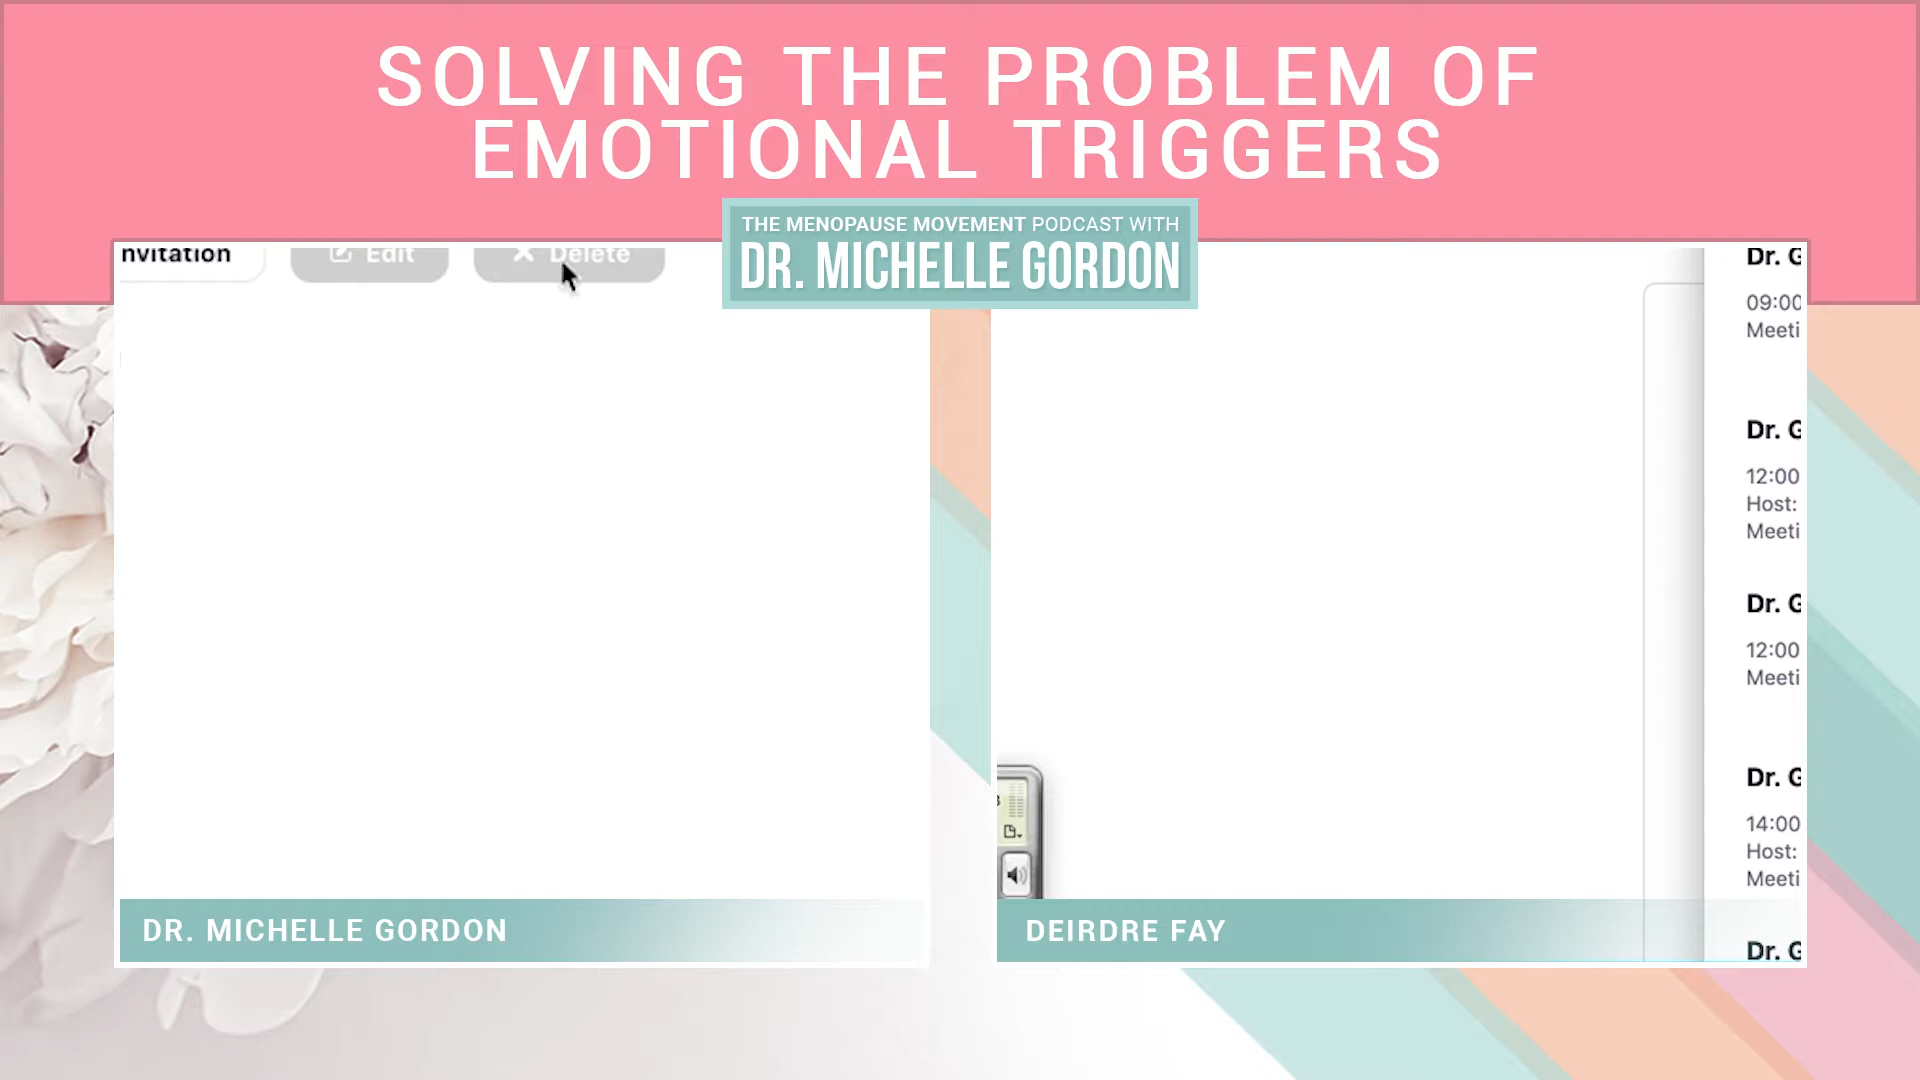 SOLVING THE PROBLEM OF
EMOTIONAL TRIGGERS
THE MENOPAUSE MOVEMENT PODCAST WITH
DR. MICHELLE GORDON
nvitation
Edit
Delete
Dr. G
09:00
Meeti
Dr. G
12:00
Host:
Meeti
Dr. G
12:00
Meeti
Dr. G
14:00
Host:
Meeti
Dr. G
DR. MICHELLE GORDON
DEIRDRE FAY